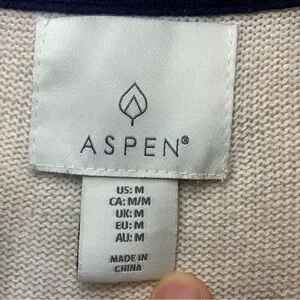 ASPEN®
US: M
CA: M/M
UK: M
EU: M
AU: M
MADE IN
CHINA